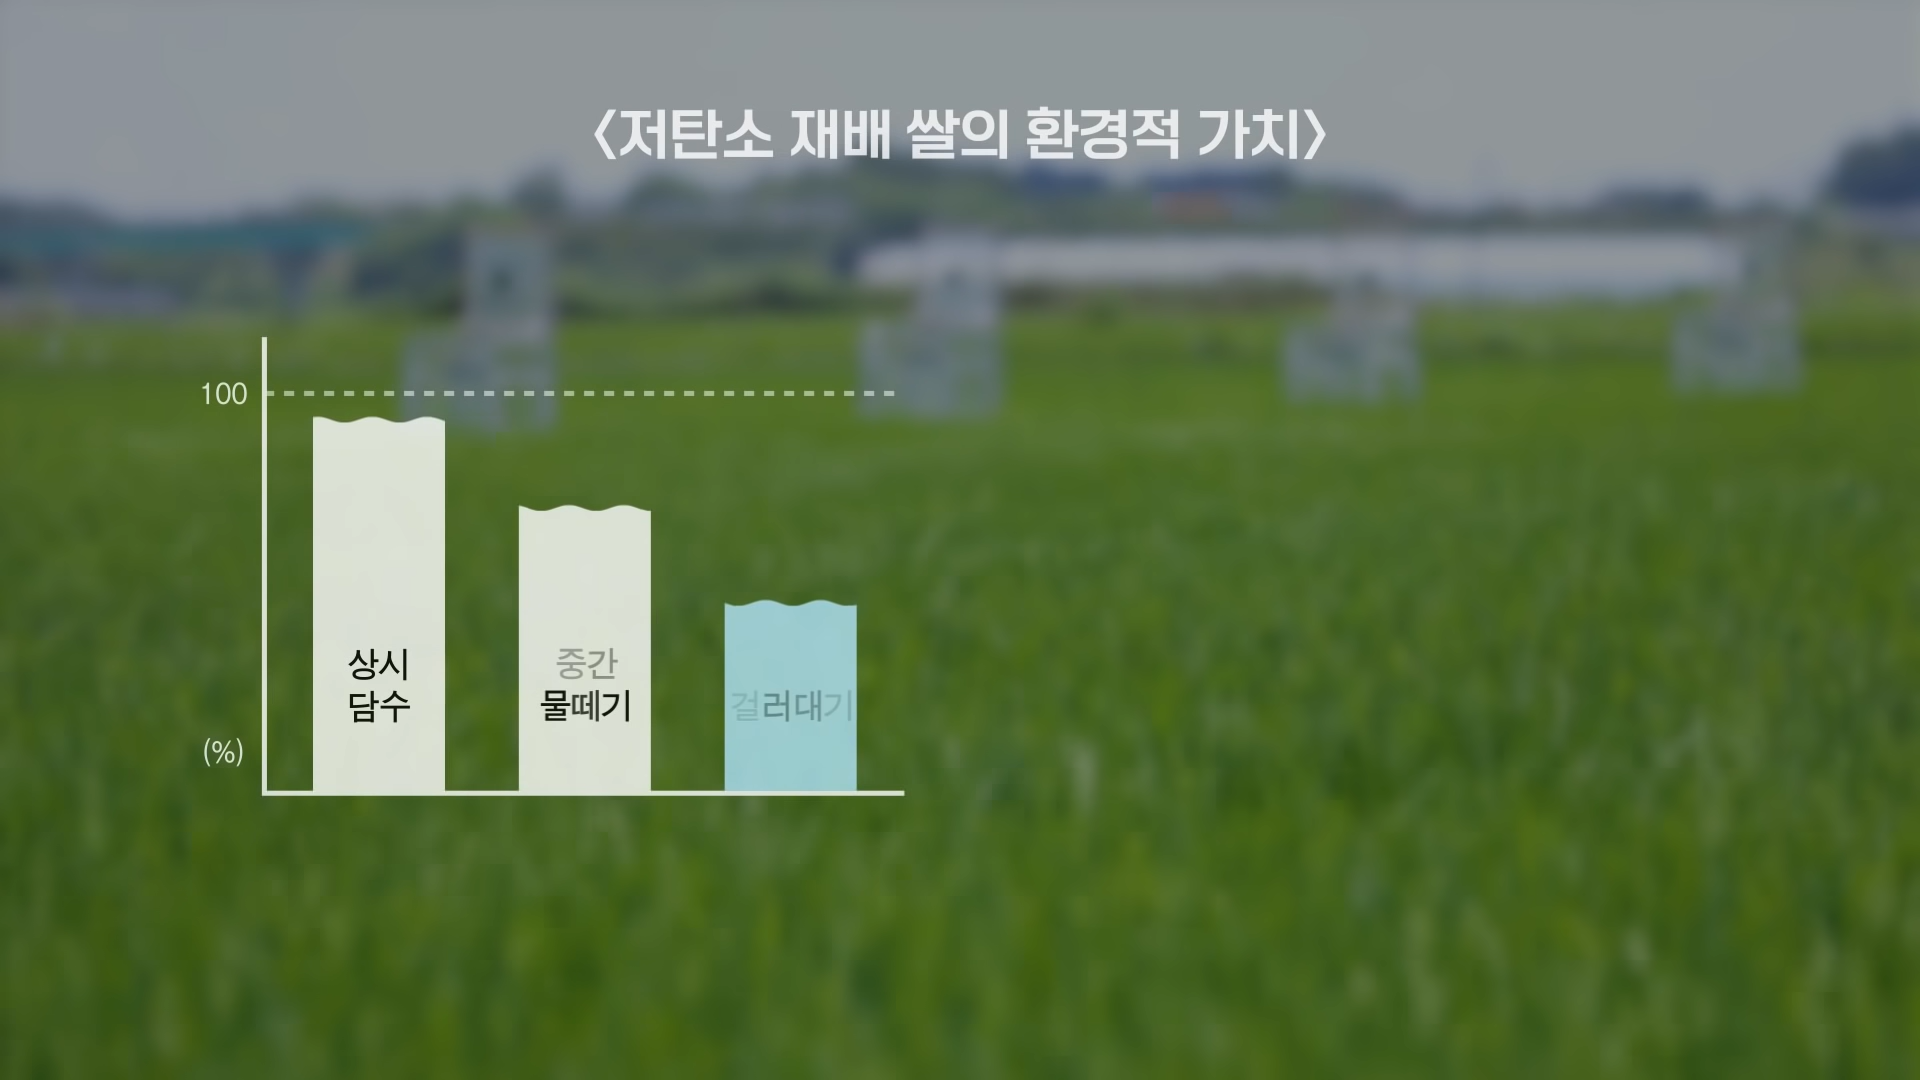 〈저탄소 재배 쌀의 환경적 가치〉
100
상시
담수
중간
물떼기
걸러대기
(%)